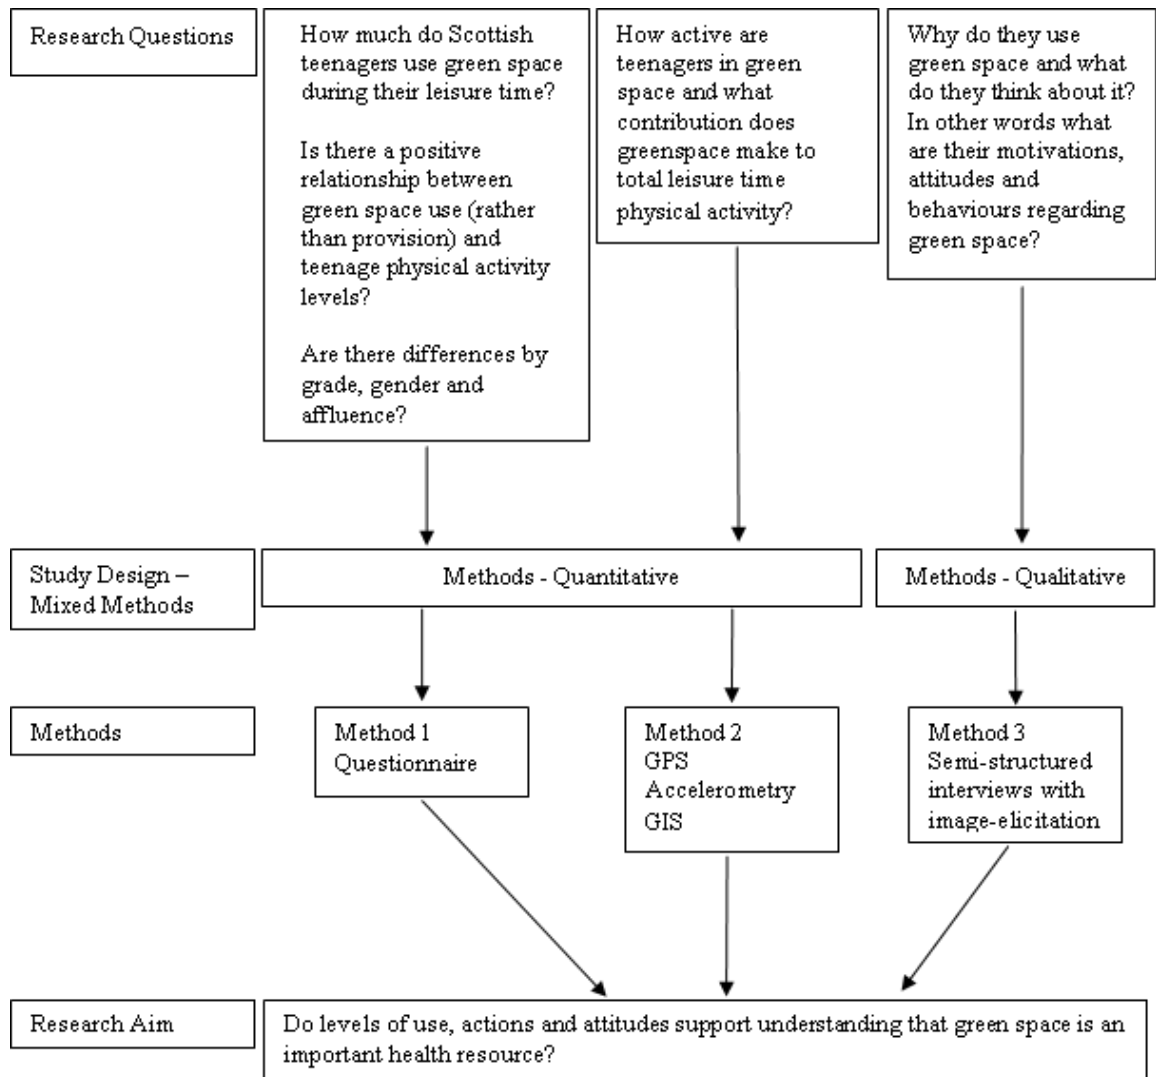 Research Questions
How much do Scottish
teenagers use green space
during their leisure time?
Is there a positive
relationship between
green space use (rather
than provision) and
teenage physical activity
levels?
Are there differences by
grade, gender and
affluence?
How active are
teenagers in green
space and what
contribution does
greenspace make to
total leisure time
physical activity?
Why do they use
green space and what
do they think about it?
In other words what
are their motivations,
attitudes and
behaviours regarding
green space?
Study Design –
Mixed Methods
Methods - Quantitative
Methods - Qualitative
Methods
Method 1
Questionnaire
Method 2
GPS
Accelerometry
GIS
Method 3
Semi-structured
interviews with
image-elicitation
Research Aim
Do levels of use, actions and attitudes support understanding that green space is an
important health resource?